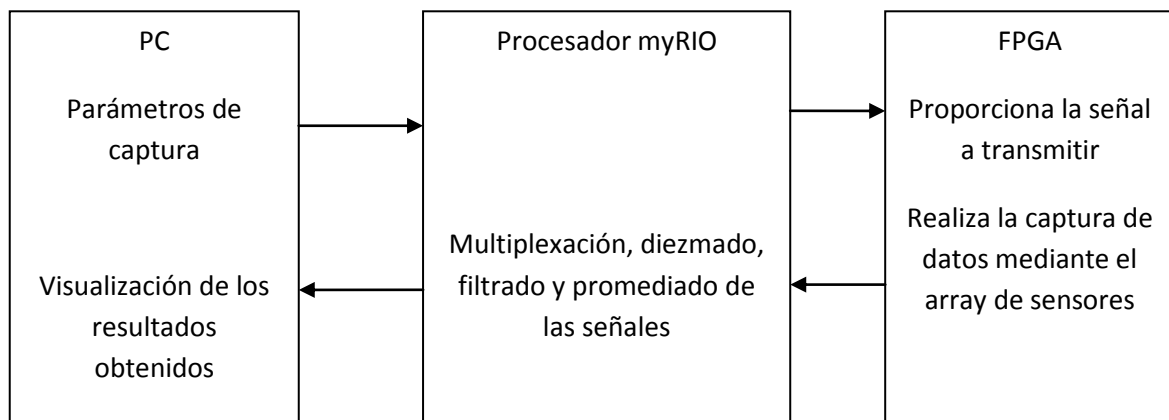 PC
Parámetros de
captura
Visualización de los
resultados
obtenidos
Procesador myRIO
Multiplexación, diezmado,
filtrado y promediado de
las señales
FPGA
Proporciona la señal
a transmitir
Realiza la captura de
datos mediante el
array de sensores